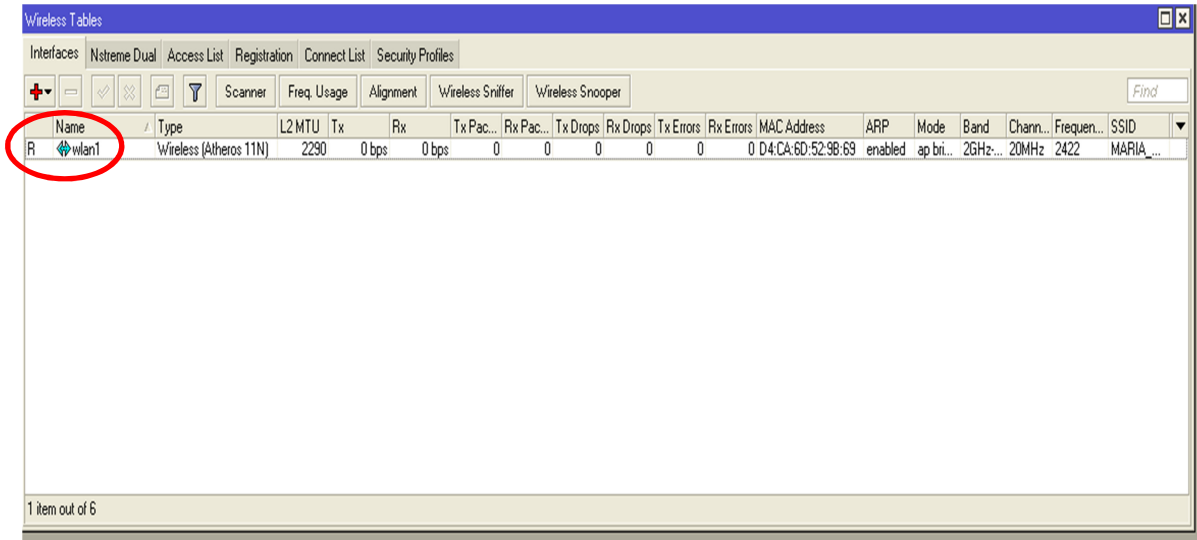 Wireless Tables
Interfaces Nstreme Dual Access List Registration Connect List Security Profiles
Scanner Freq. Usage Alignment Wireless Sniffer Wireless Snooper Find
Name Type L2 MTU Tx Rx Tx Pac... Rx Pac... Tx Drops Rx Drops Tx Errors Rx Errors MAC Address ARP Mode Band Chann... Frequen... SSID
R wlan1 Wireless (Atheros 11N) 2290 0 bps 0 bps 0 0 0 0 0 0 D4:CA:6D:52:9B:69 enabled ap bri... 2GHz-... 20MHz 2422 MARIA_...
1 item out of 6